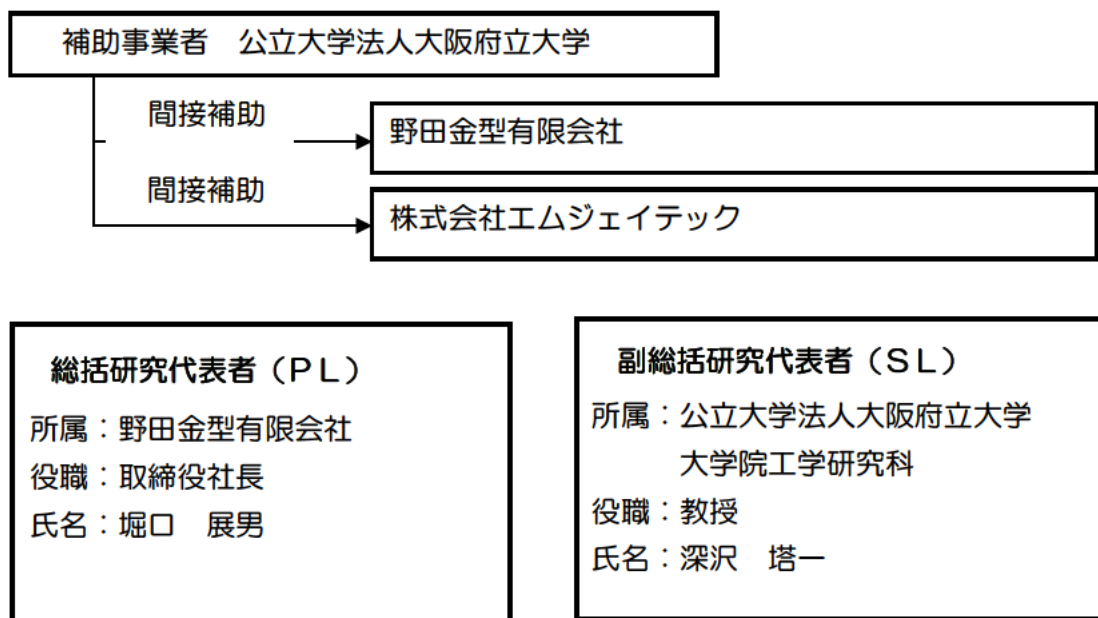 補助事業者　公立大学法人大阪府立大学
間接補助
野田金型有限会社
間接補助
株式会社エムジェイテック
総括研究代表者（ＰＬ）
所属：野田金型有限会社
役職：取締役社長
氏名：堀口　展男
副総括研究代表者（ＳＬ）
所属：公立大学法人大阪府立大学
大学院工学研究科
役職：教授
氏名：深沢　塔一